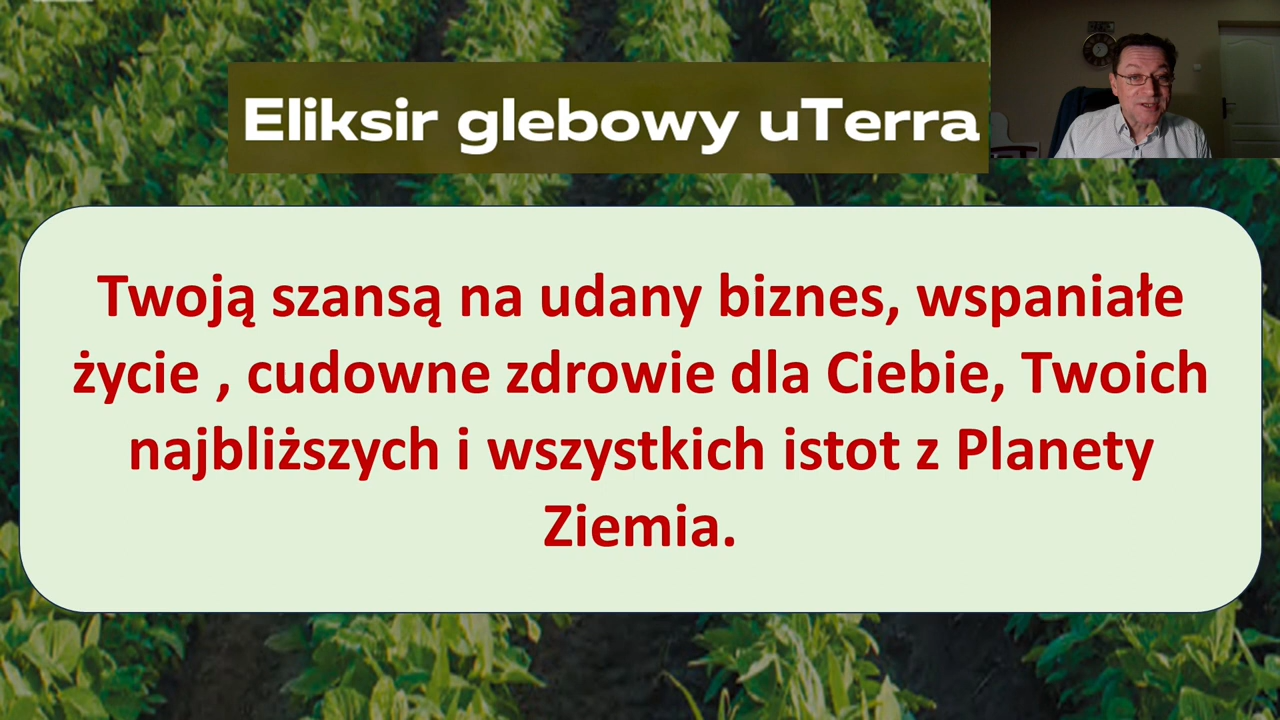 Eliksir glebowy uTerra
Twoją szansą na udany biznes, wspaniałe
życie , cudowne zdrowie dla Ciebie, Twoich
najbliższych i wszystkich istot z Planety
Ziemia.